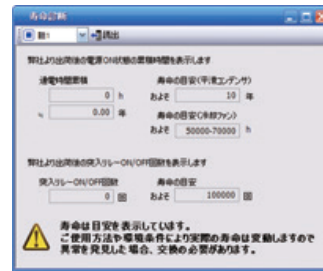 寿命診断
軸1 読出
弊社より出荷後の電源ON状態の累積時間を表示します
通電時間累積 寿命の目安(平滑コンデンサ)
0 h およそ 10 年
0.00 年 寿命の目安(冷却ファン)
およそ 50000-70000 h
弊社より出荷後の突入リレーON/OFF回数を表示します
突入リレーON/OFF回数 寿命の目安
0 回 およそ 100000 回
寿命は目安を表示しています。
ご使用方法や環境条件により実際の寿命は変動しますので
異常を発見した場合、交換の必要があります。